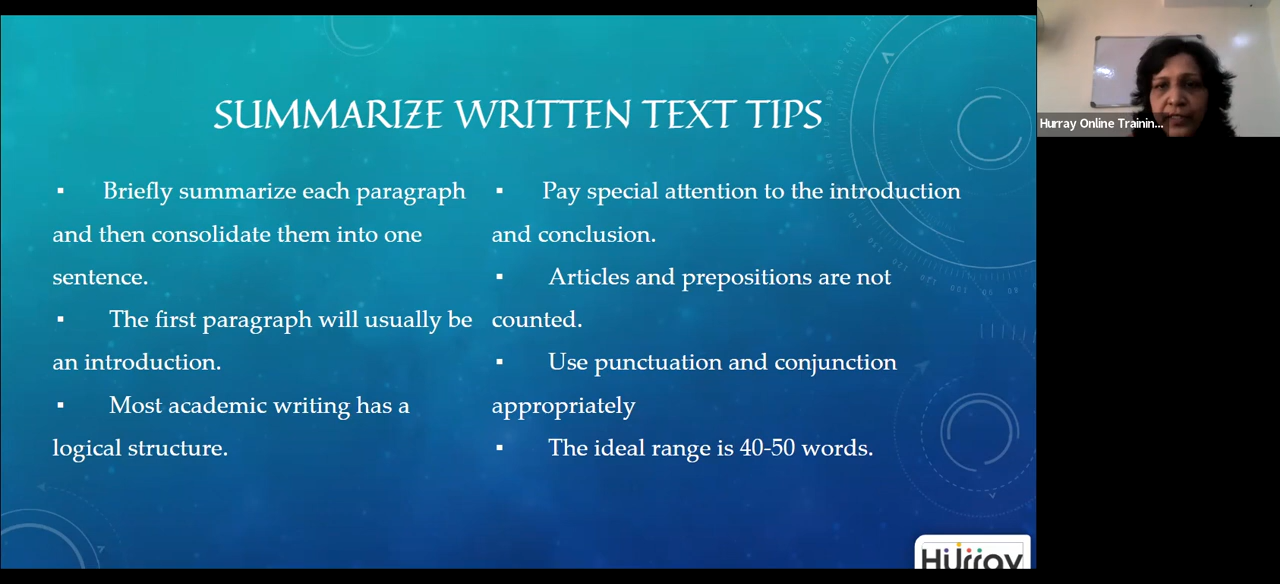 SUMMARIZE WRITTEN TEXT TIPS
▪ Briefly summarize each paragraph
and then consolidate them into one
sentence.
▪ The first paragraph will usually be
an introduction.
▪ Most academic writing has a
logical structure.
▪ Pay special attention to the introduction
and conclusion.
▪ Articles and prepositions are not
counted.
▪ Use punctuation and conjunction
appropriately
▪ The ideal range is 40-50 words.
Hurray Online Trainin...
Hurray